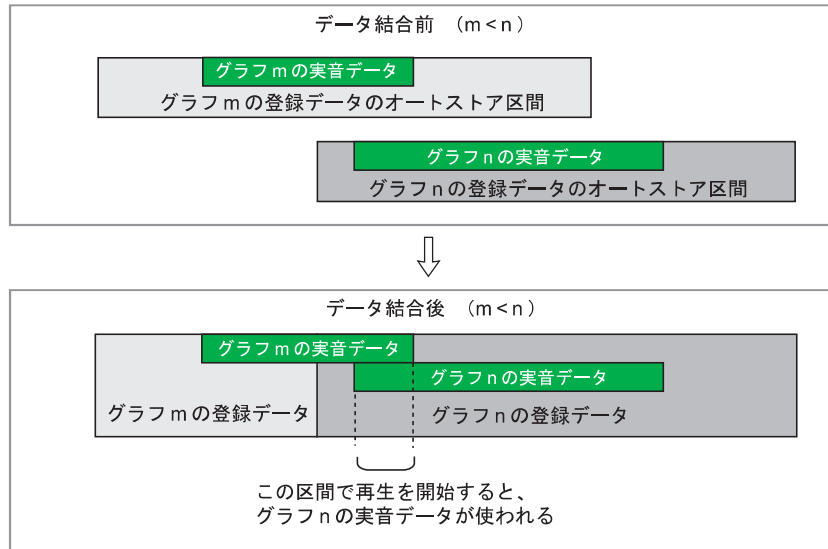 データ結合前 (m<n)
グラフmの実音データ
グラフmの登録データのオートストア区間
グラフnの実音データ
グラフnの登録データのオートストア区間
データ結合後 (m<n)
グラフmの実音データ
グラフnの実音データ
グラフmの登録データ
グラフnの登録データ
この区間で再生を開始すると、
グラフnの実音データが使われる